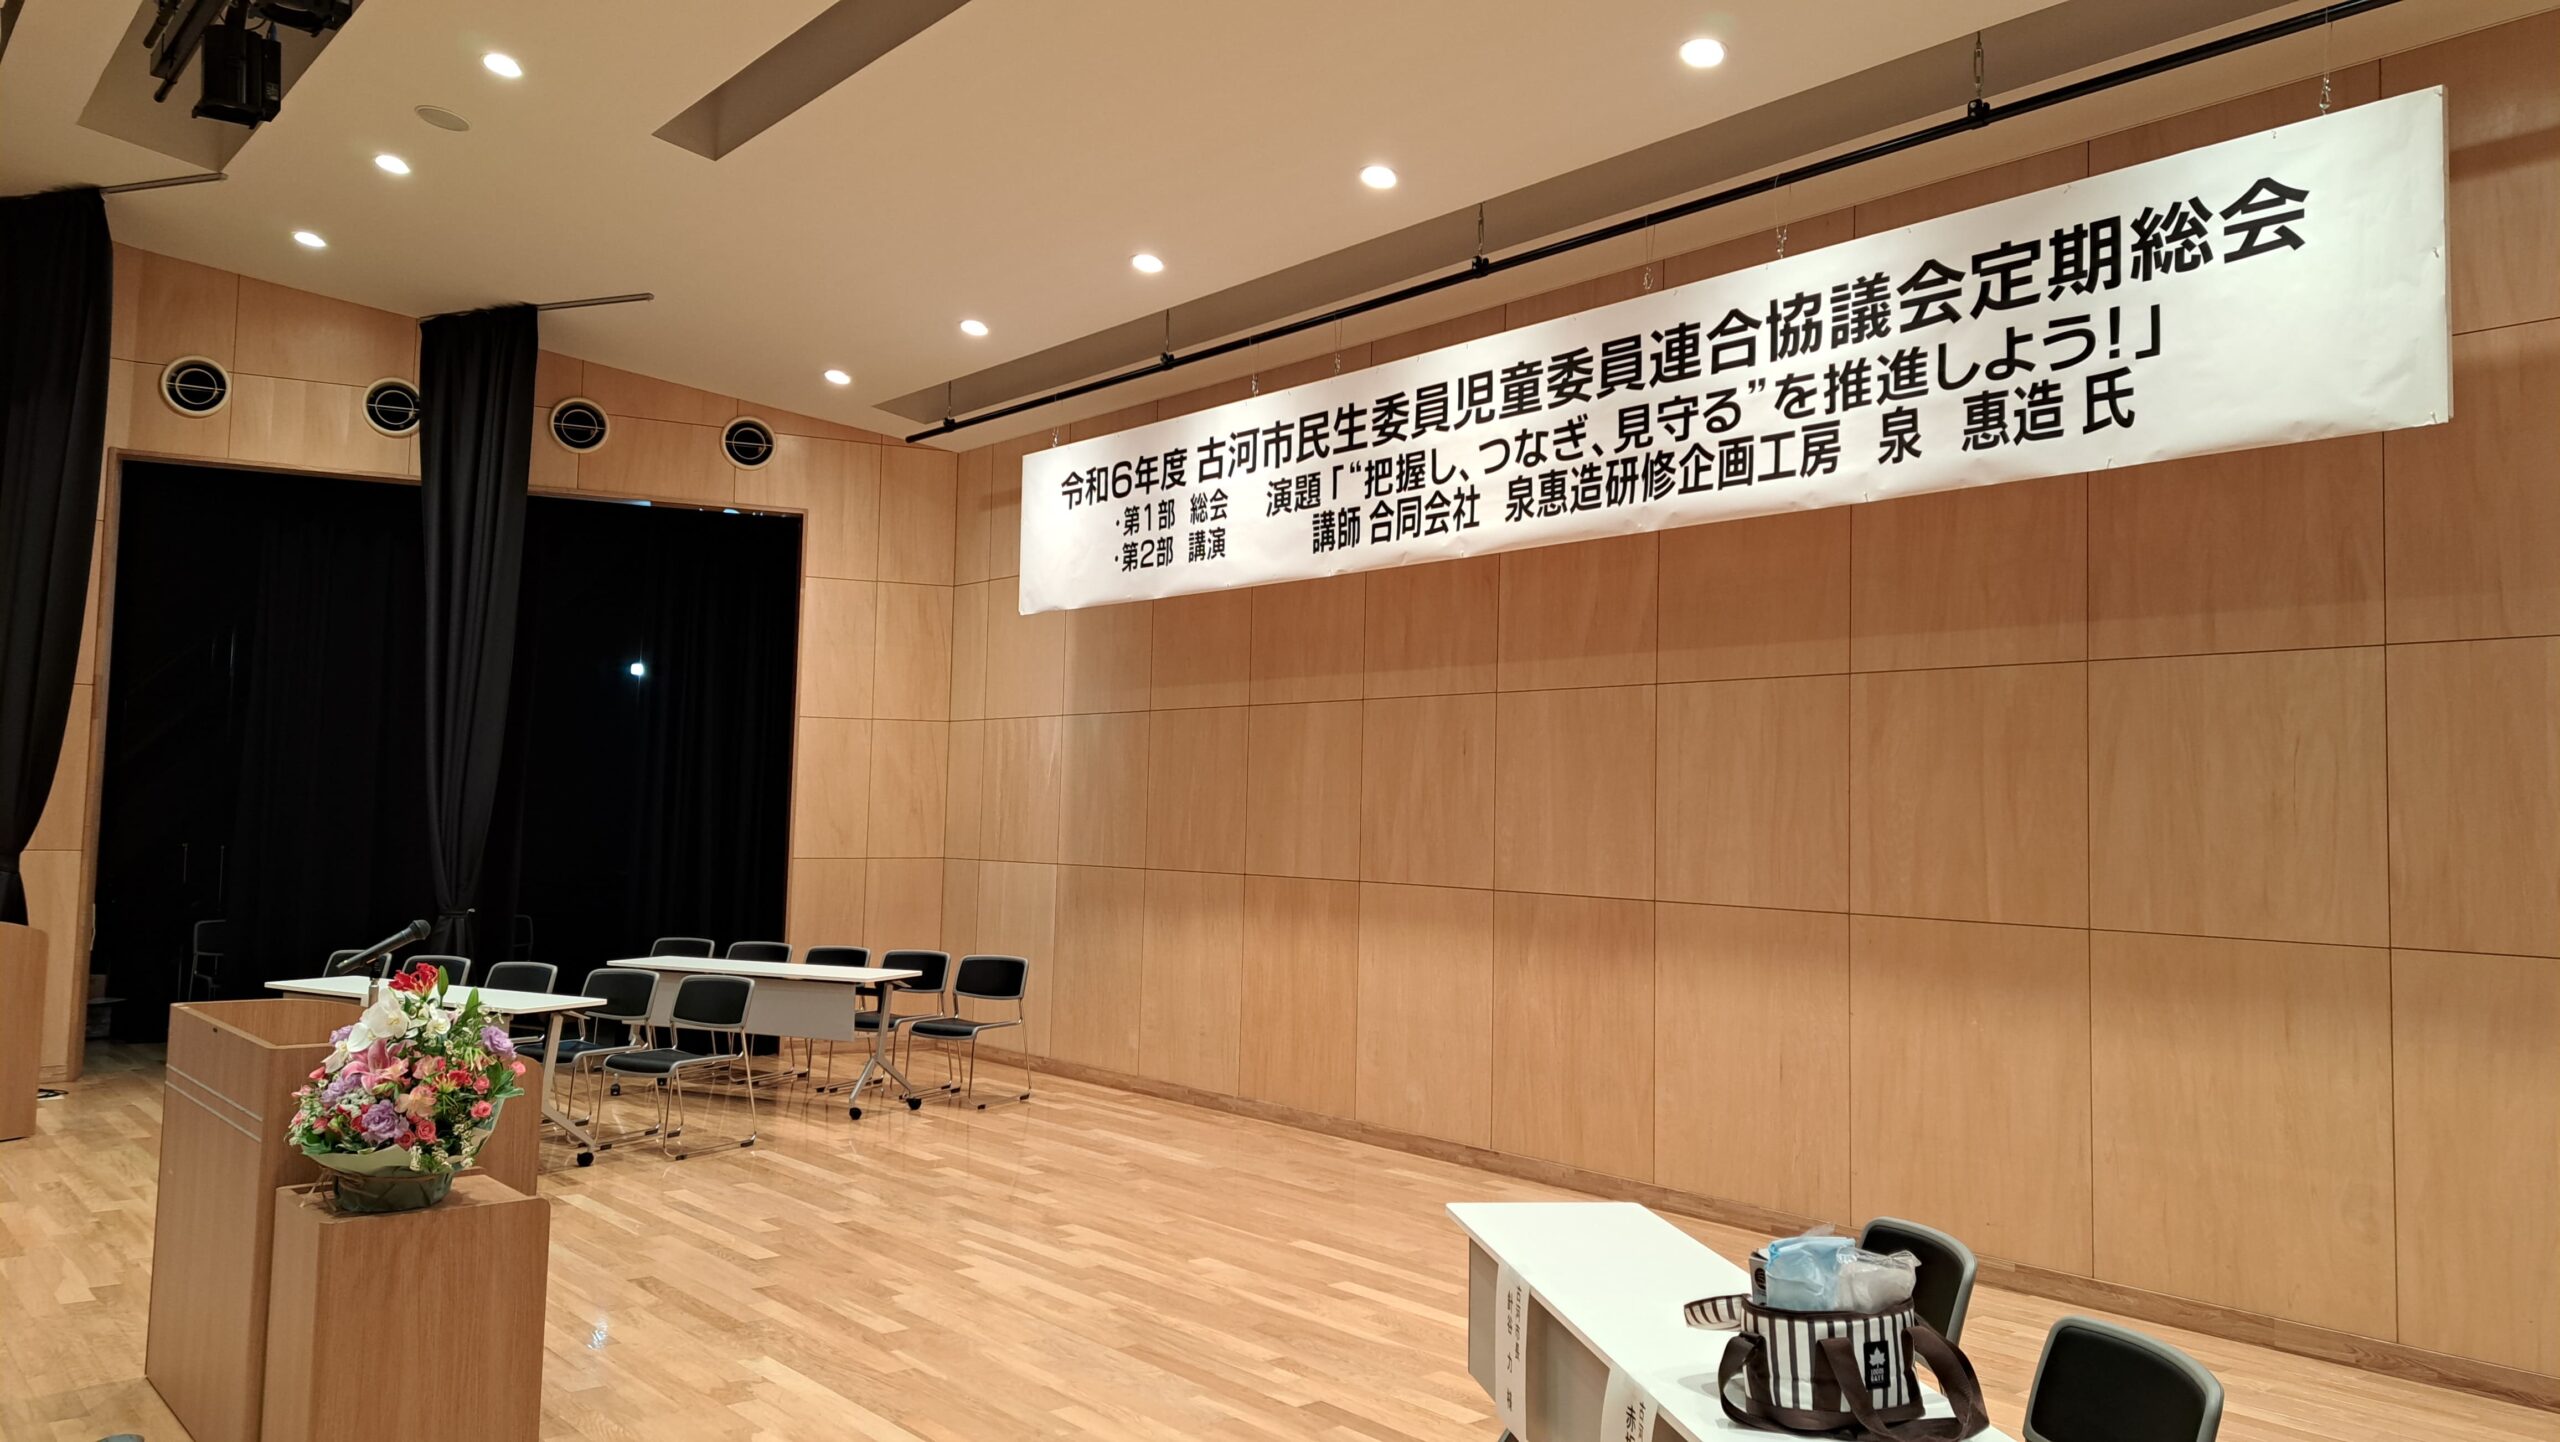 令和6年度 古河市民生委員児童委員連合協議会定期総会
・第1部 総会 演題「“把握し、つなぎ、見守る”を推進しよう!」
・第2部 講演 講師 合同会社 泉惠造研修企画工房 泉 惠造 氏